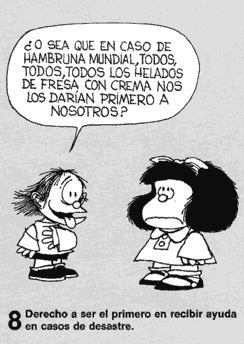 ¿O SEA QUE EN CASO DE
HAMBRUNA MUNDIAL, TODOS,
TODOS, TODOS LOS HELADOS
DE FRESA CON CREMA NOS
LOS DARÍAN PRIMERO A
NOSOTROS?
8 Derecho a ser el primero en recibir ayuda
en casos de desastre.